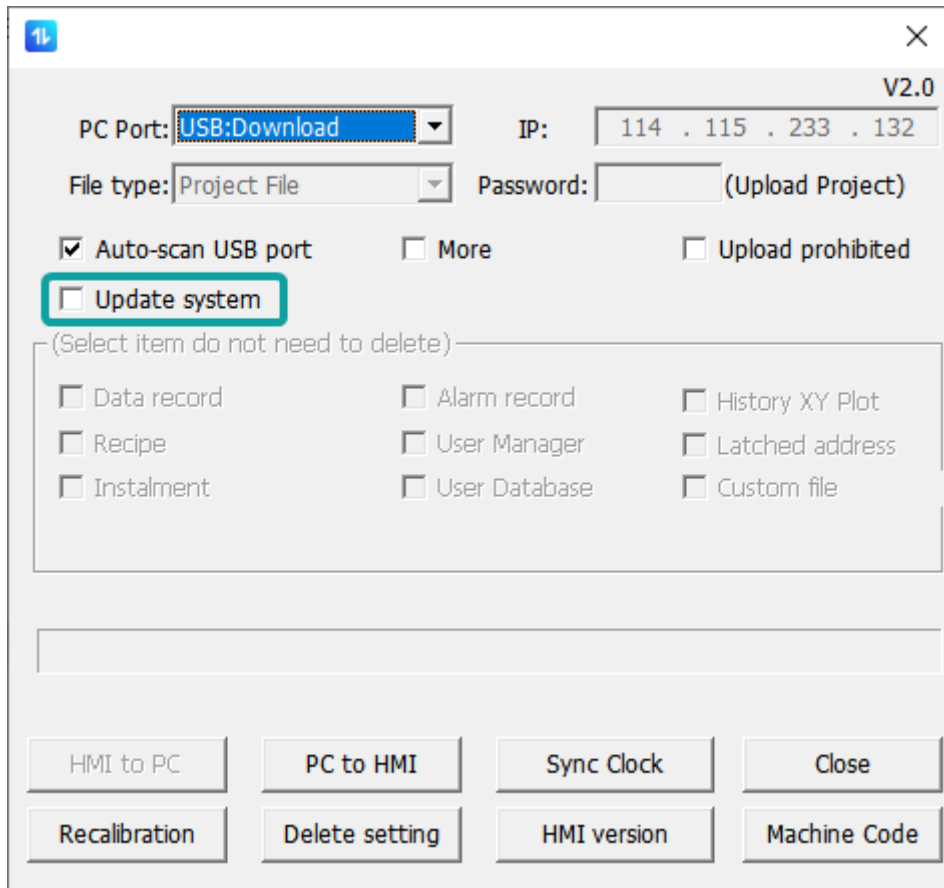 V2.0
PC Port: USB:Download IP: 114 . 115 . 233 . 132
File type: Project File Password: (Upload Project)
Auto-scan USB port More Upload prohibited
Update system
(Select item do not need to delete)
Data record Alarm record History XY Plot
Recipe User Manager Latched address
Instalment User Database Custom file
HMI to PC PC to HMI Sync Clock Close
Recalibration Delete setting HMI version Machine Code